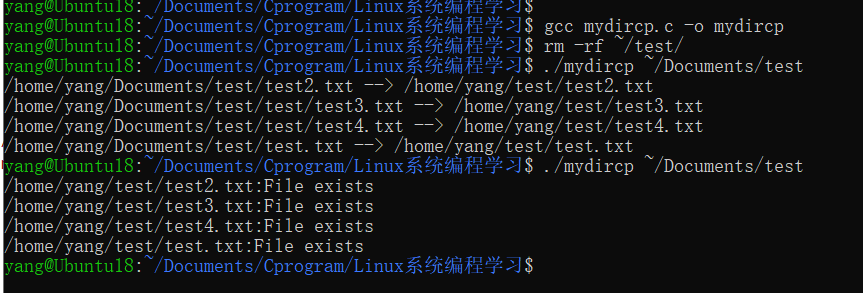 yang@Ubuntu18:~/Documents/Cprogram/Linux系统编程学习$
yang@Ubuntu18:~/Documents/Cprogram/Linux系统编程学习$ gcc mydircp.c -o mydircp
yang@Ubuntu18:~/Documents/Cprogram/Linux系统编程学习$ rm -rf ~/test/
yang@Ubuntu18:~/Documents/Cprogram/Linux系统编程学习$ ./mydircp ~/Documents/test
/home/yang/Documents/test/test2.txt --> /home/yang/test/test2.txt
/home/yang/Documents/test/test/test3.txt --> /home/yang/test/test3.txt
/home/yang/Documents/test/test/test4.txt --> /home/yang/test/test4.txt
/home/yang/Documents/test/test.txt --> /home/yang/test/test.txt
yang@Ubuntu18:~/Documents/Cprogram/Linux系统编程学习$ ./mydircp ~/Documents/test
/home/yang/test/test2.txt:File exists
/home/yang/test/test3.txt:File exists
/home/yang/test/test4.txt:File exists
/home/yang/test/test.txt:File exists
yang@Ubuntu18:~/Documents/Cprogram/Linux系统编程学习$